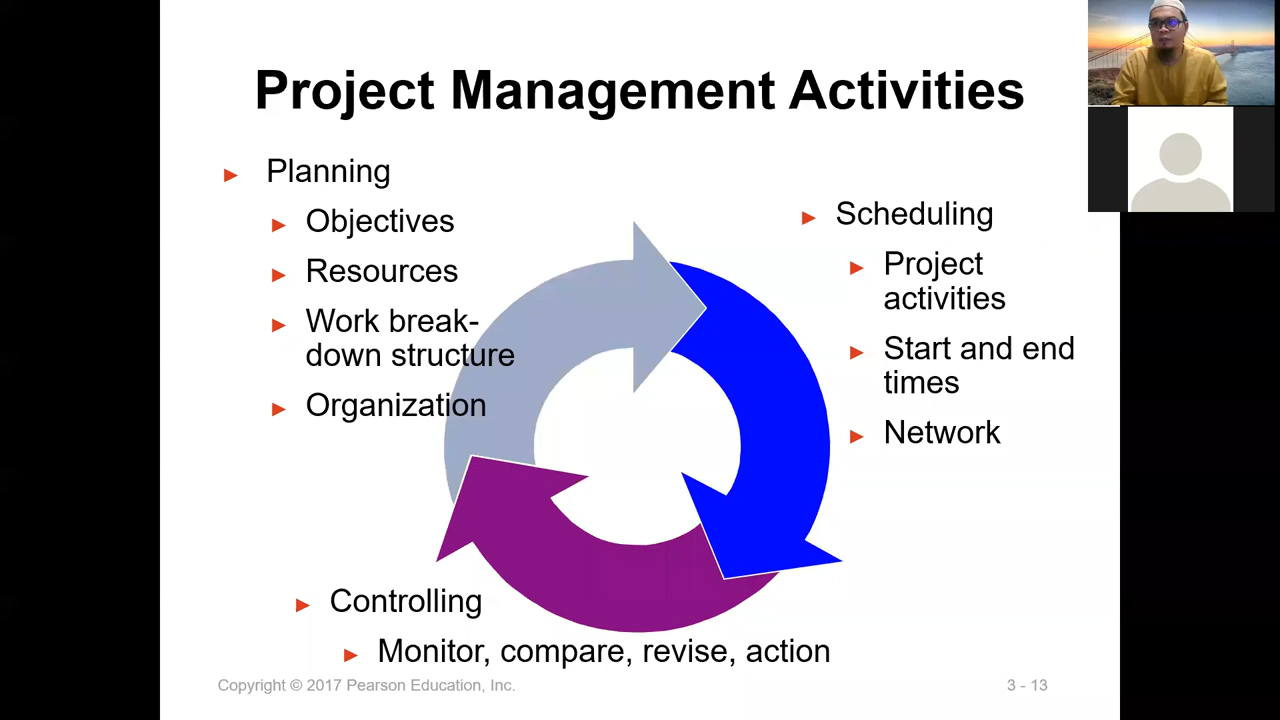 Project Management Activities
Planning
Objectives
Resources
Work break-
down structure
Organization
Scheduling
Project
activities
Start and end
times
Network
Controlling
Monitor, compare, revise, action
Copyright © 2017 Pearson Education, Inc.
3 - 13